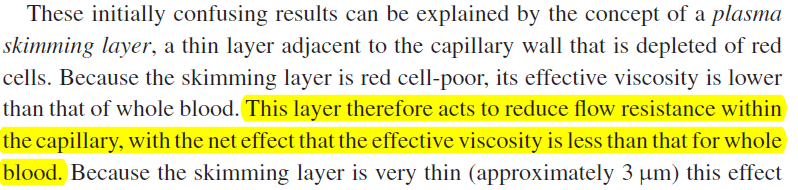 These initially confusing results can be explained by the concept of a plasma
skimming layer, a thin layer adjacent to the capillary wall that is depleted of red
cells. Because the skimming layer is red cell-poor, its effective viscosity is lower
than that of whole blood. This layer therefore acts to reduce flow resistance within
the capillary, with the net effect that the effective viscosity is less than that for whole
blood. Because the skimming layer is very thin (approximately 3 μm) this effect